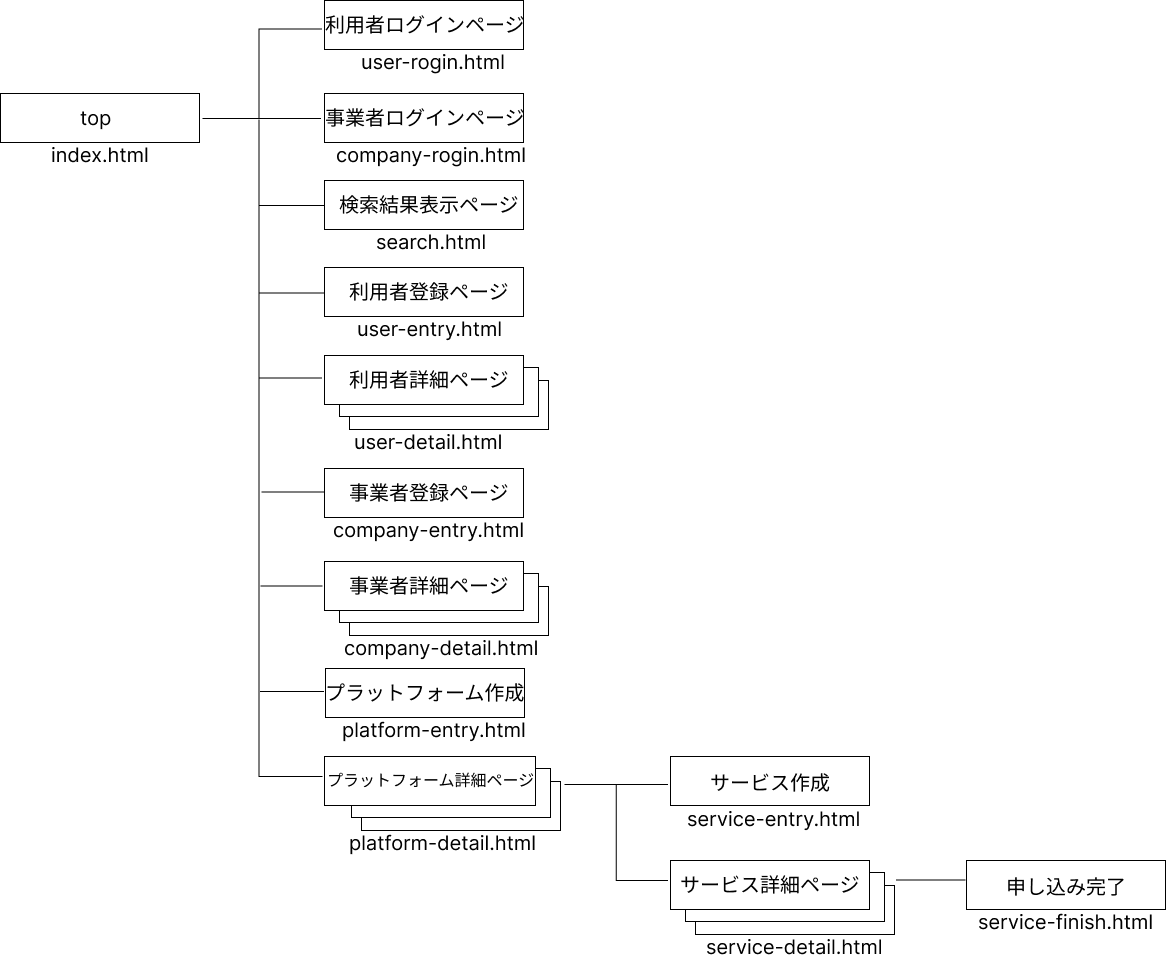 利用者ログインページ
user-rogin.html
top
index.html
事業者ログインページ
company-rogin.html
検索結果表示ページ
search.html
利用者登録ページ
user-entry.html
利用者詳細ページ
user-detail.html
事業者登録ページ
company-entry.html
事業者詳細ページ
company-detail.html
プラットフォーム作成
platform-entry.html
プラットフォーム詳細ページ
platform-detail.html
サービス作成
service-entry.html
サービス詳細ページ
service-detail.html
申し込み完了
service-finish.html